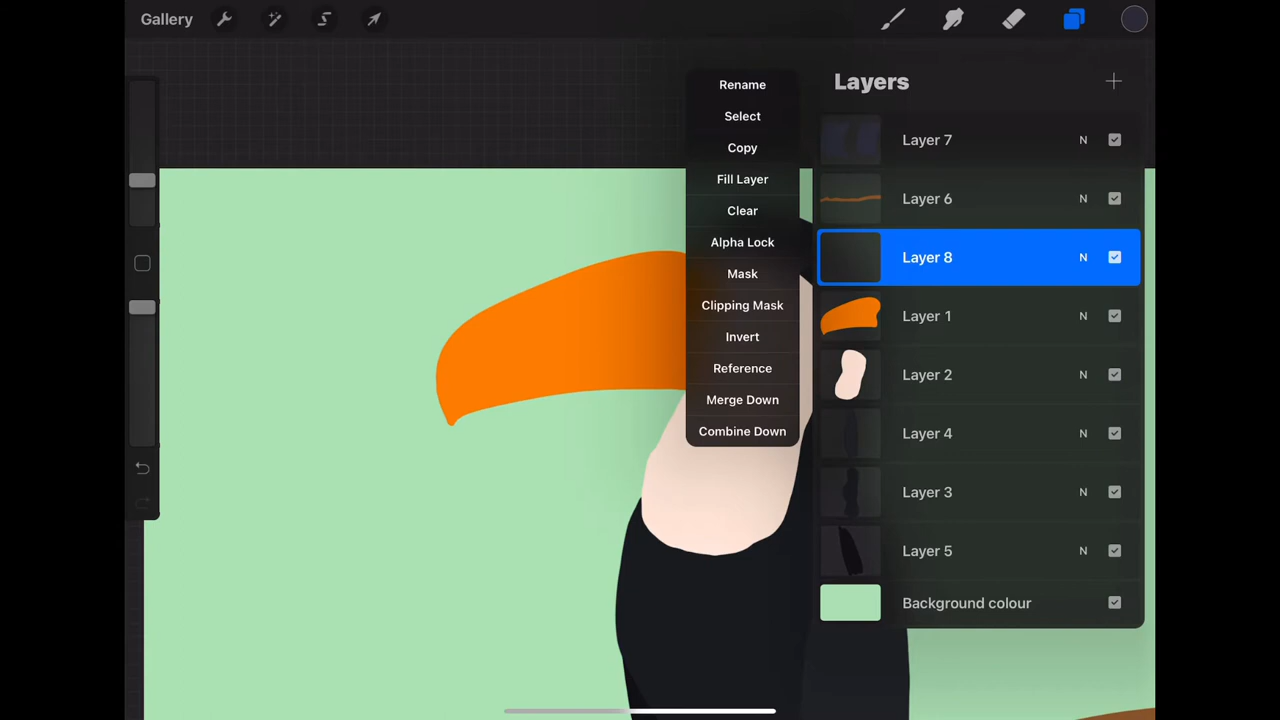 Gallery
Rename
Select
Copy
Fill Layer
Clear
Alpha Lock
Mask
Clipping Mask
Invert
Reference
Merge Down
Combine Down
Layers
Layer 7 N
Layer 6 N
Layer 8 N
Layer 1 N
Layer 2 N
Layer 4 N
Layer 3 N
Layer 5 N
Background colour